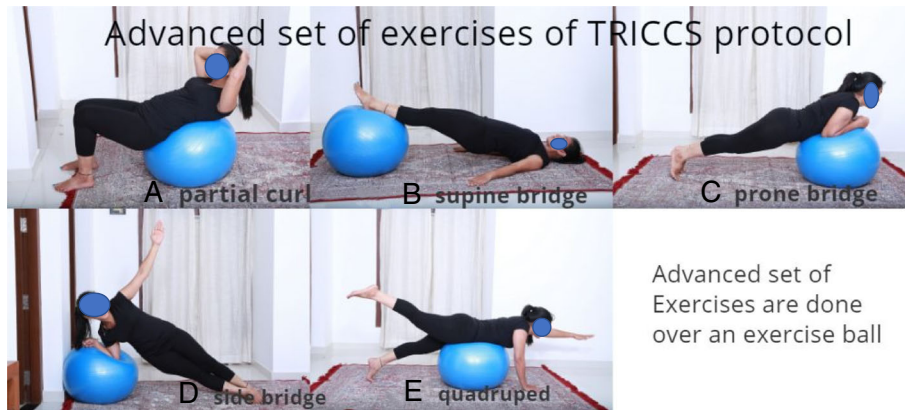 Advanced set of exercises of TRICCS protocol
A partial curl
B supine bridge
C prone bridge
D side bridge
E quadruped
Advanced set of
Exercises are done
over an exercise ball